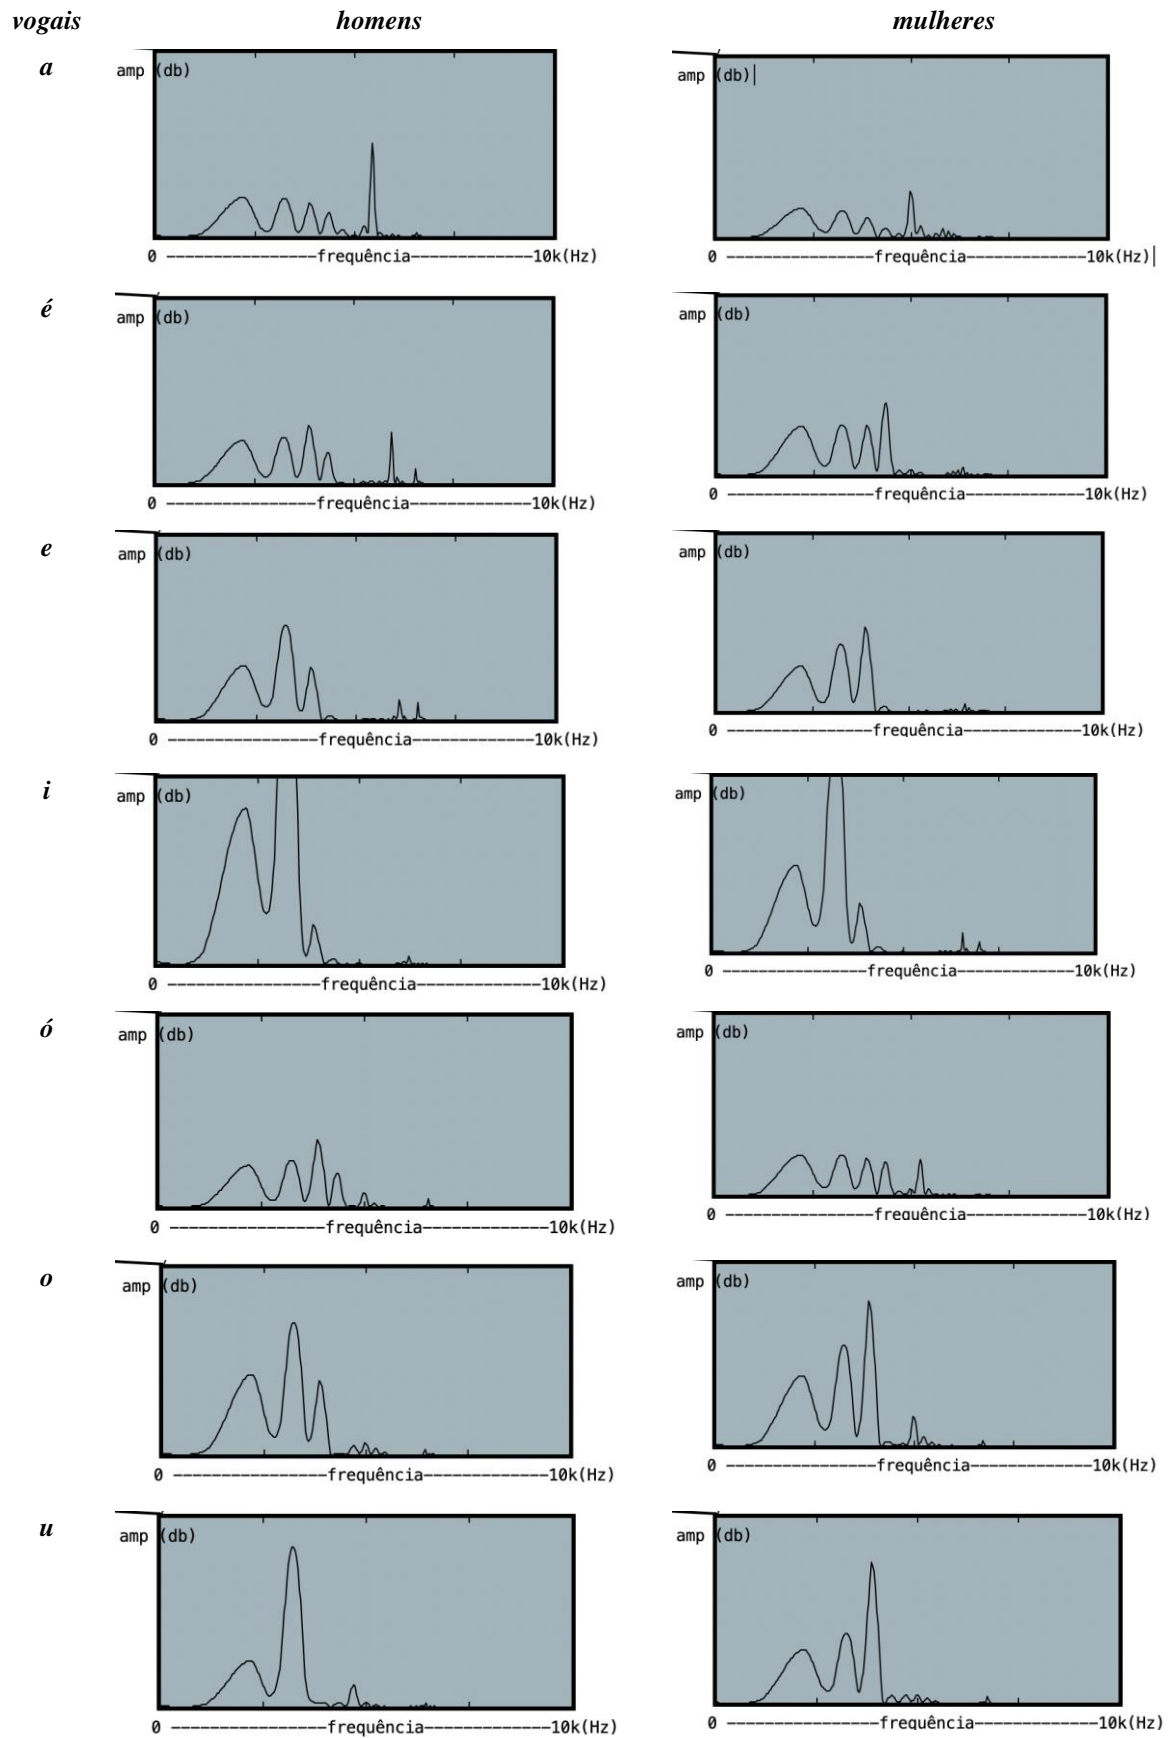 vogais homens mulheres
a
amp (db) amp (db)|
0 ------------------frequência---------------10k(Hz) 0 ------------------frequência---------------10k(Hz)|
é
amp (db) amp (db)
0 ------------------frequência---------------10k(Hz) 0 ------------------frequência---------------10k(Hz)
e
amp (db) amp (db)
0 ------------------frequência---------------10k(Hz) 0 ------------------frequência---------------10k(Hz)
i
amp (db) amp (db)
0 ------------------frequência---------------10k(Hz) 0 ------------------frequência---------------10k(Hz)
ó
amp (db) amp (db)
0 ------------------frequência---------------10k(Hz) 0 ------------------frequência---------------10k(Hz)
o
amp (db) amp (db)
0 ------------------frequência---------------10k(Hz) 0 ------------------frequência---------------10k(Hz)
u
amp (db) amp (db)
0 ------------------frequência---------------10k(Hz) 0 ------------------frequência---------------10k(Hz)